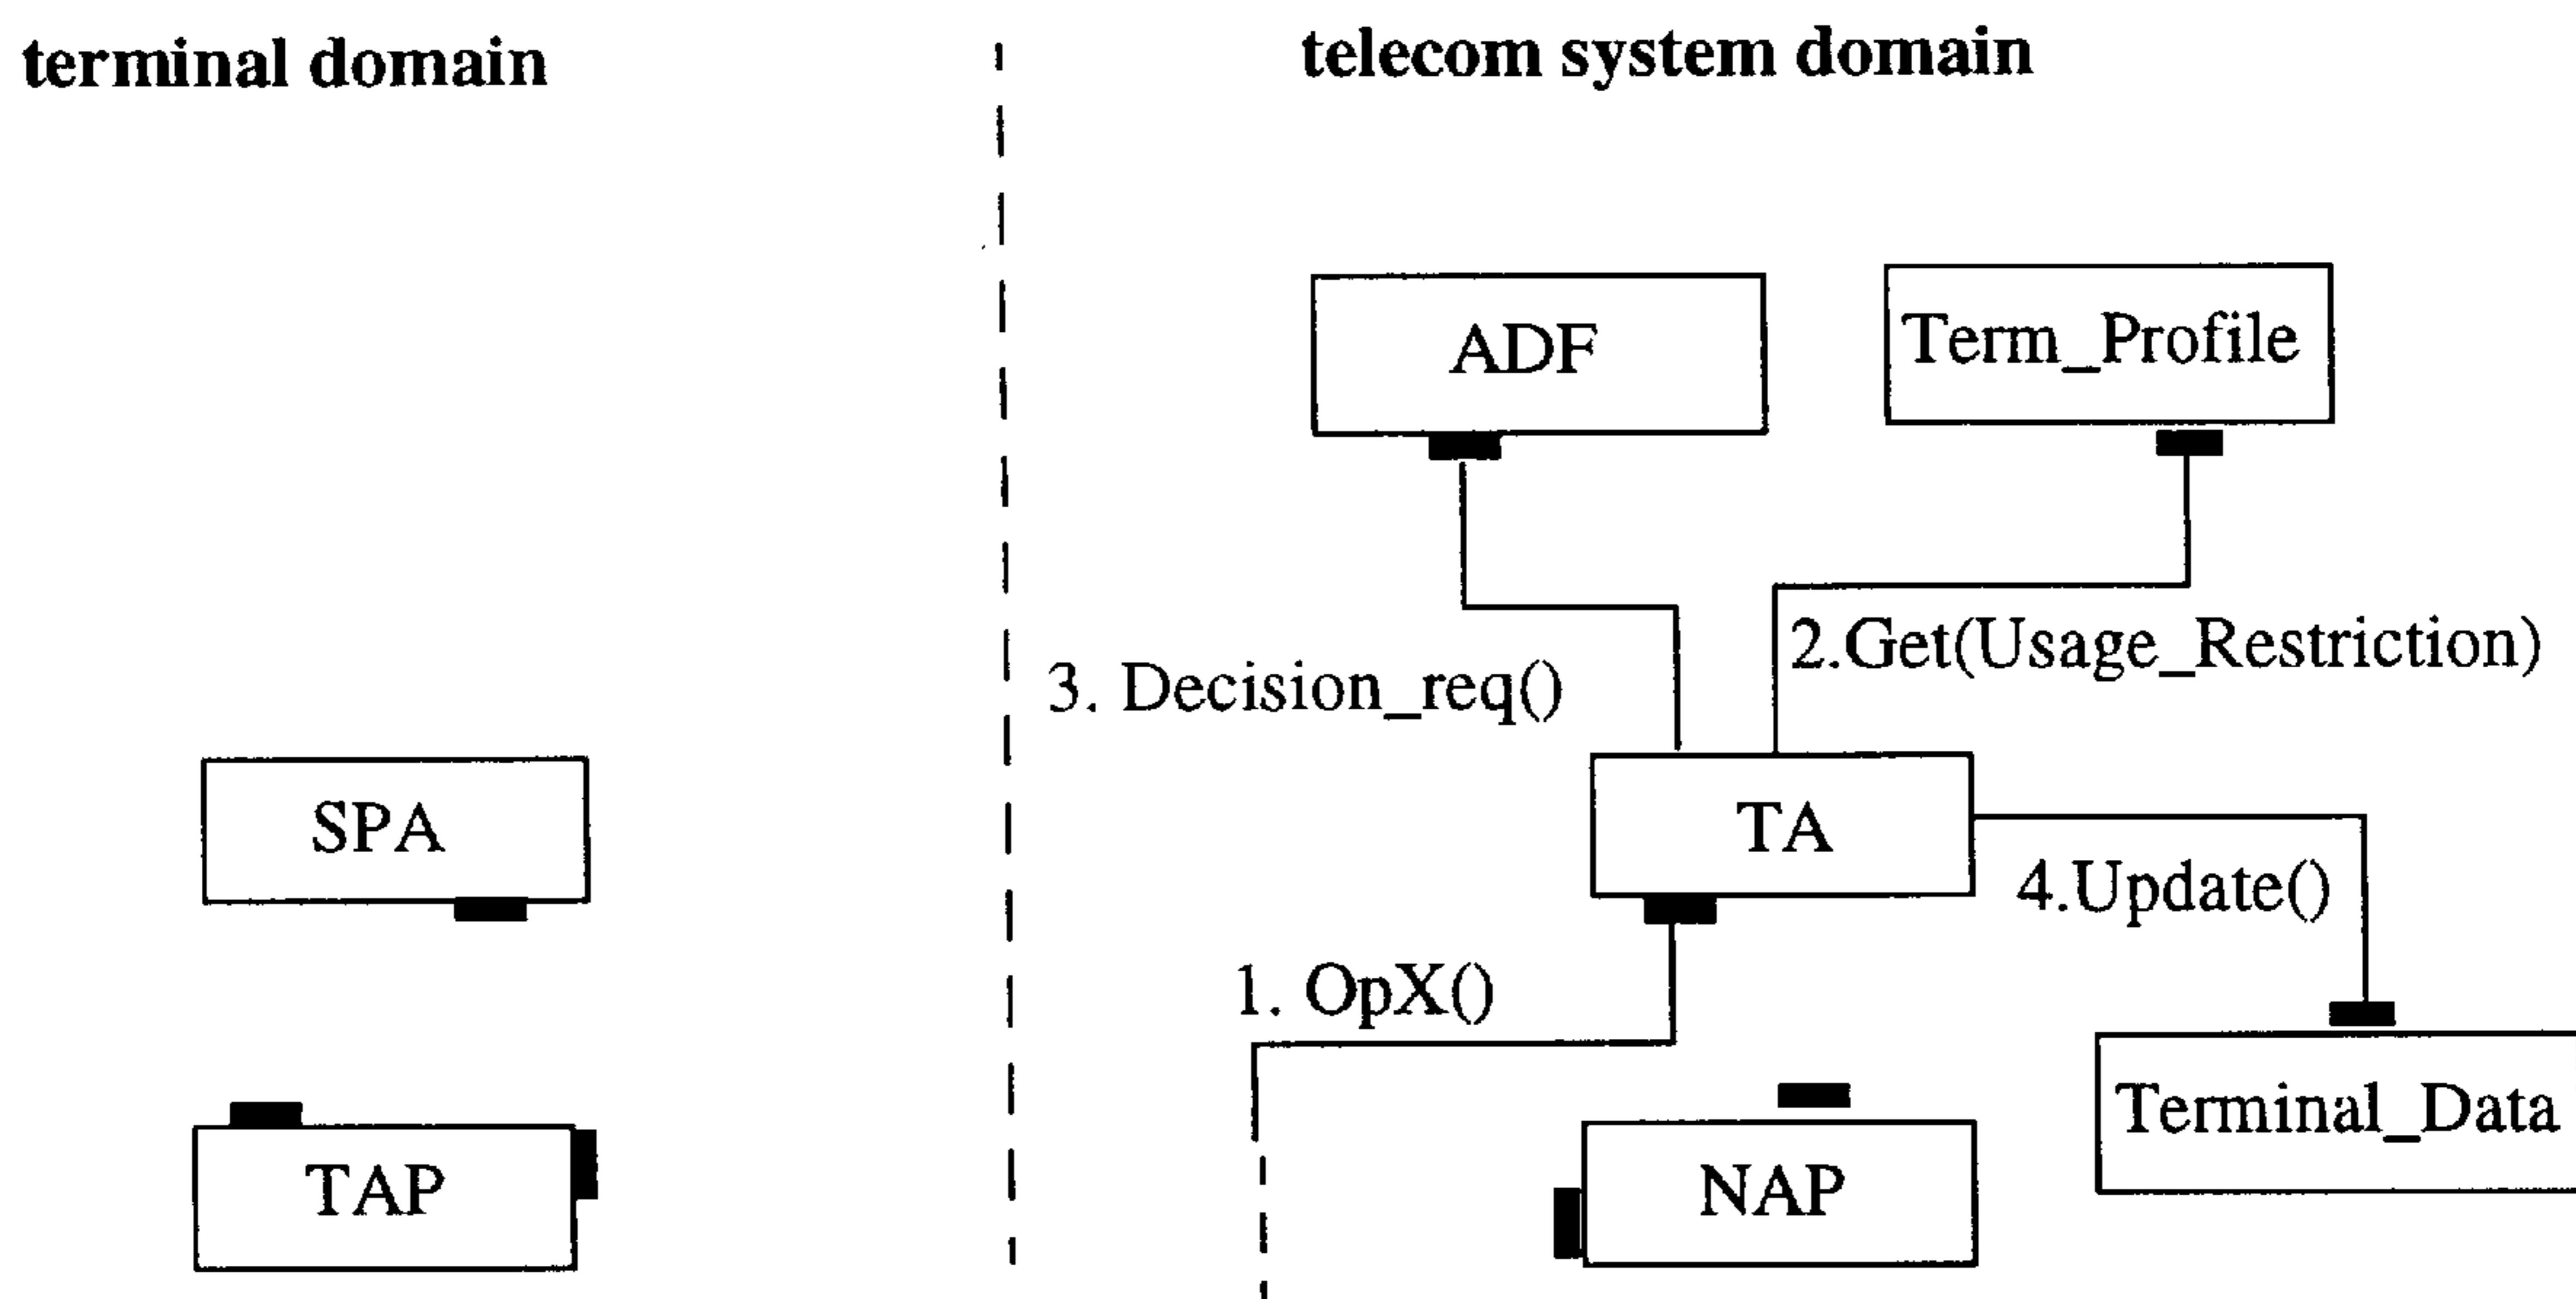 terminal domain
telecom system domain
ADF
Term_Profile
2.Get(Usage_Restriction)
3. Decision_req()
SPA
TA
4.Update()
1. OpX()
TAP
NAP
Terminal_Data